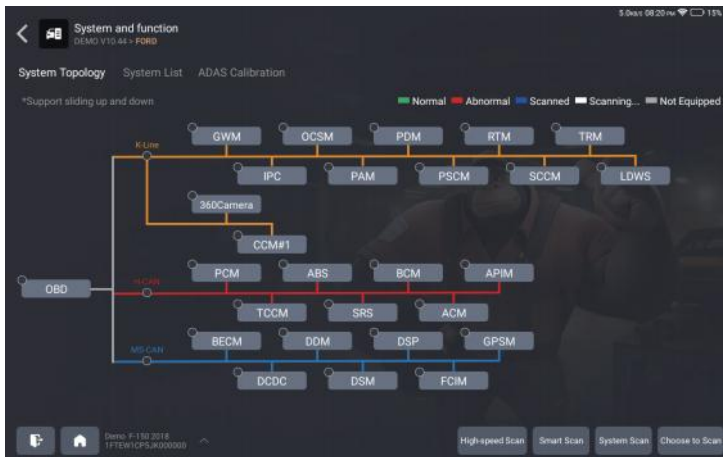 5.0KB/S 08:20 PM 15%
System and function
DEMO V10.44 > FORD
System Topology System List ADAS Calibration
*Support sliding up and down
Normal Abnormal Scanned Scanning... Not Equipped
K-Line
GWM OCSM PDM RTM TRM
IPC PAM PSCM SCCM LDWS
360Camera
CCM#1
OBD
H-CAN
PCM ABS BCM APIM
TCCM SRS ACM
MS-CAN
BECM DDM DSP GPSM
DCDC DSM FCIM
Demo F-150 2018
1FTEW1CP5JK000000
High-speed Scan Smart Scan System Scan Choose to Scan